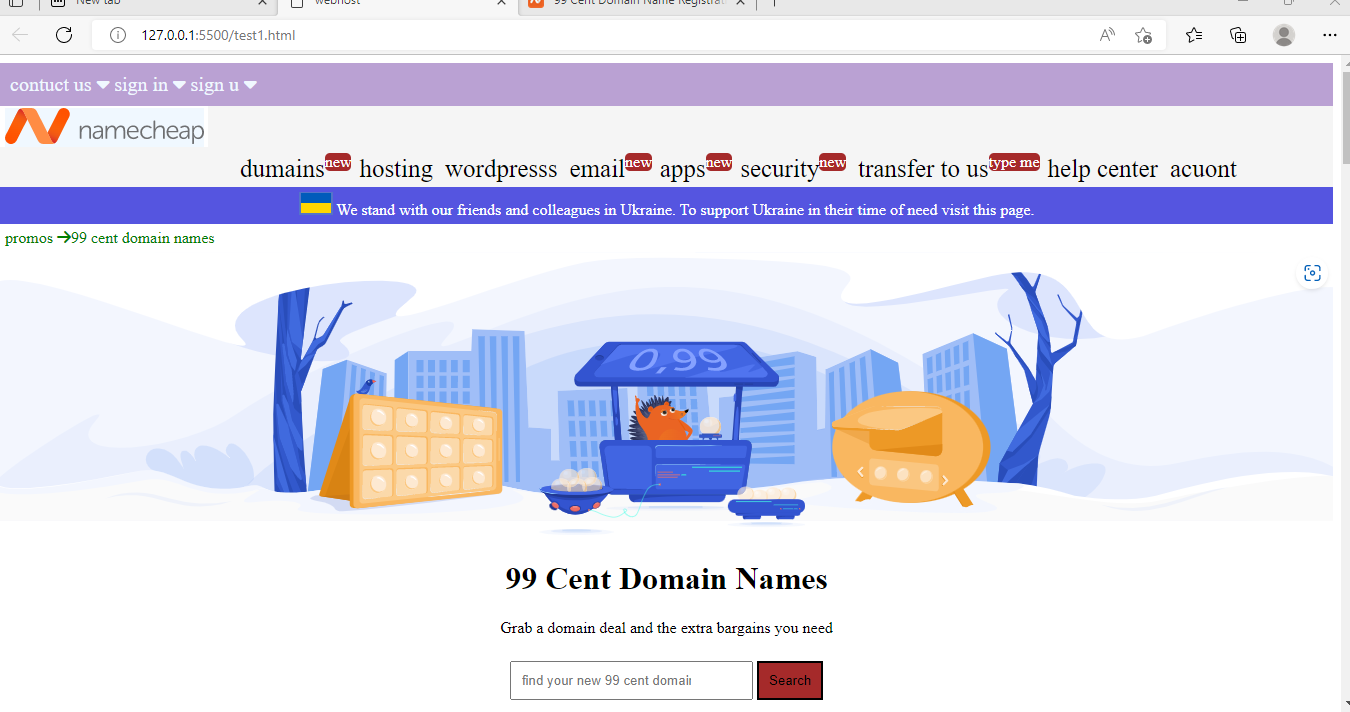 New tab
webhost
99 Cent Domain Name Registrat
127.0.0.1:5500/test1.html
contuct us sign in sign u
namecheap
dumains new hosting wordpresss email new apps new security new transfer to us type me help center acuont
We stand with our friends and colleagues in Ukraine. To support Ukraine in their time of need visit this page.
promos 99 cent domain names
0,99
99 Cent Domain Names
Grab a domain deal and the extra bargains you need
find your new 99 cent domain Search